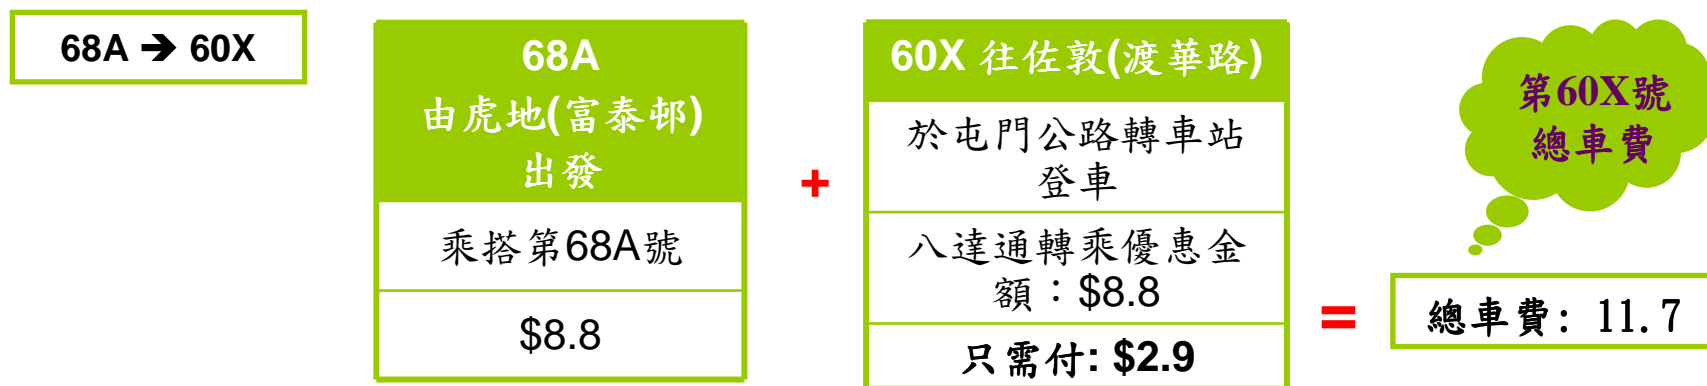 68A ➔ 60X
68A
由虎地(富泰邨)
出發
乘搭第68A號
$8.8
+
60X 往佐敦(渡華路)
於屯門公路轉車站
登車
八達通轉乘優惠金
額：$8.8
只需付: $2.9
=
第60X號
總車費
總車費: 11.7